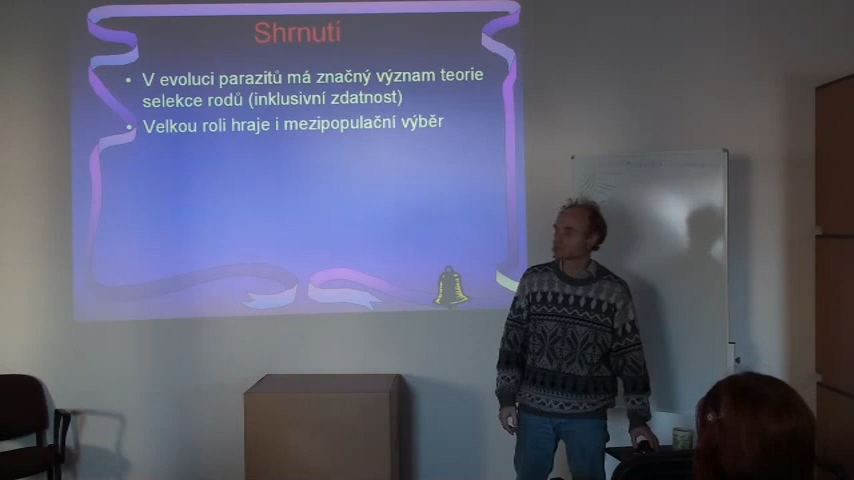 Shrnutí
• V evoluci parazitů má značný význam teorie
selekce rodů (inklusivní zdatnost)
• Velkou roli hraje i mezipopulační výběr